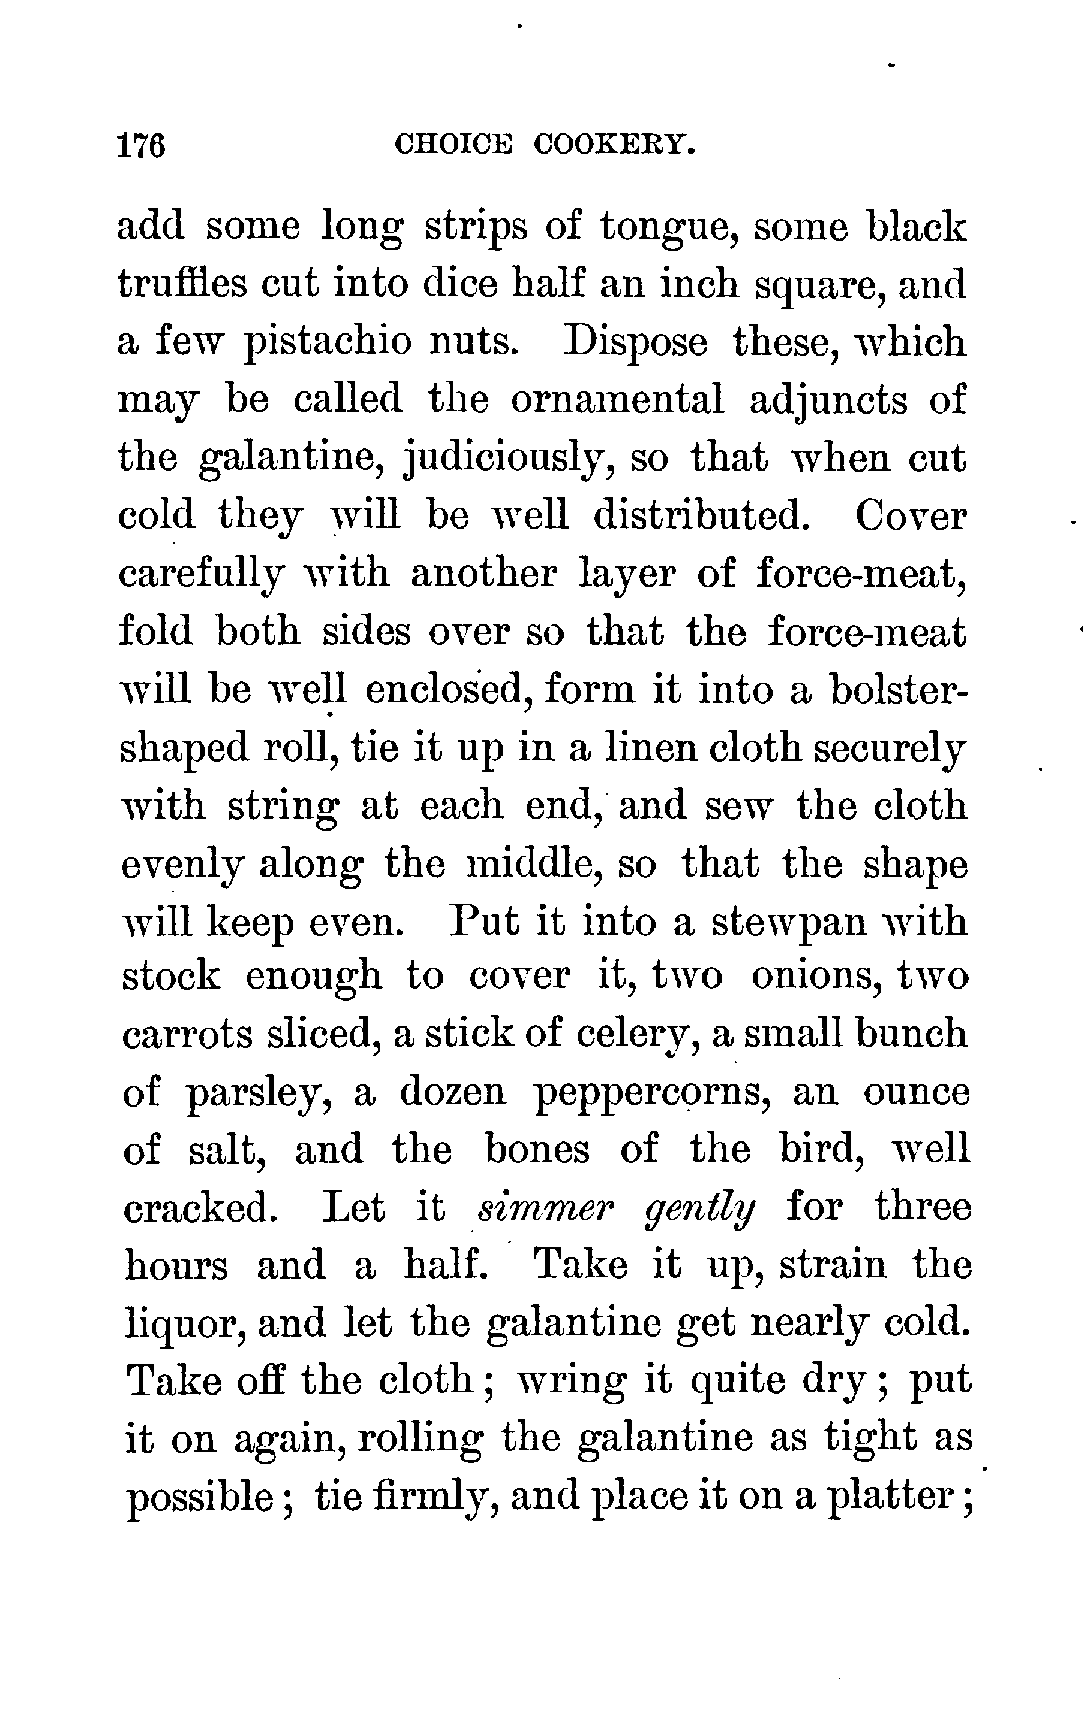 176 CHOICE COOKERY.
add some long strips of tongue, some black
truffles cut into dice half an inch square, and
a few pistachio nuts. Dispose these, which
may be called the ornamental adjuncts of
the galantine, judiciously, so that when cut
cold they will be well distributed. Cover
carefully with another layer of force-meat,
fold both sides over so that the force-meat
will be well enclosed, form it into a bolster-
shaped roll, tie it up in a linen cloth securely
with string at each end, and sew the cloth
evenly along the middle, so that the shape
will keep even. Put it into a stewpan with
stock enough to cover it, two onions, two
carrots sliced, a stick of celery, a small bunch
of parsley, a dozen peppercorns, an ounce
of salt, and the bones of the bird, well
cracked. Let it simmer gently for three
hours and a half. Take it up, strain the
liquor, and let the galantine get nearly cold.
Take off the cloth; wring it quite dry; put
it on again, rolling the galantine as tight as
possible; tie firmly, and place it on a platter;